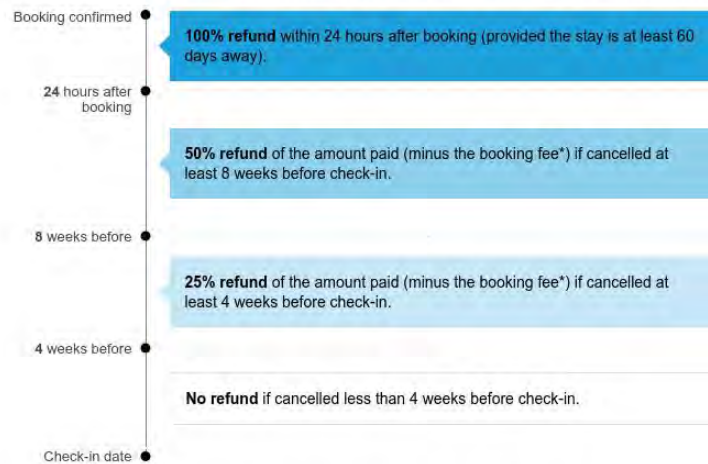 Booking confirmed
100% refund within 24 hours after booking (provided the stay is at least 60
days away).
24 hours after
booking
50% refund of the amount paid (minus the booking fee*) if cancelled at
least 8 weeks before check-in.
8 weeks before
25% refund of the amount paid (minus the booking fee*) if cancelled at
least 4 weeks before check-in.
4 weeks before
No refund if cancelled less than 4 weeks before check-in.
Check-in date